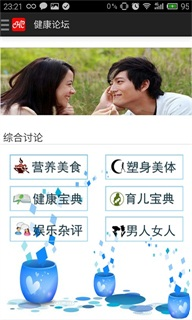 23:21 95
健康论坛
综合讨论
营养美食 塑身美体
健康宝典 育儿宝典
娱乐杂评 男人女人